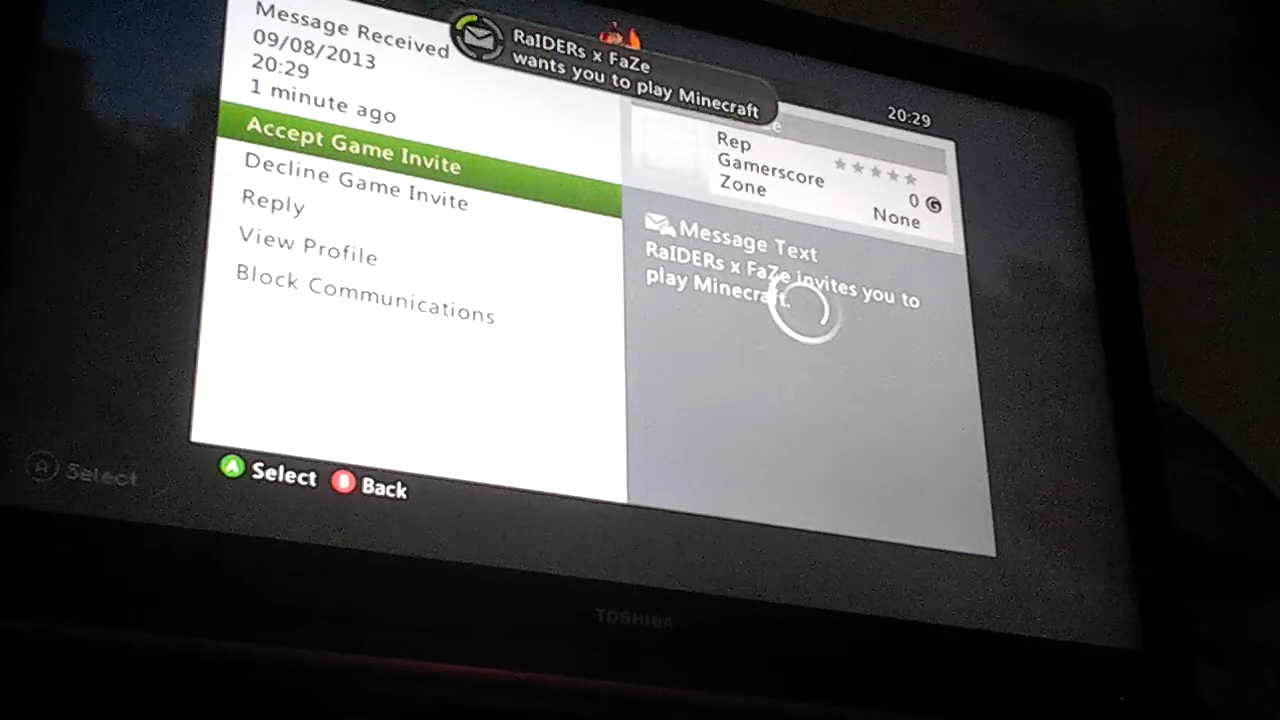 Message Received
09/08/2013
20:29
1 minute ago
Accept Game Invite
Decline Game Invite
Reply
View Profile
Block Communications
A Select
B Back
A Select
RaIDERs x FaZe
wants you to play Minecraft
20:29
Rep
Gamerscore
0 G
Zone
None
Message Text
RaIDERs x FaZe invites you to
play Minecraft.
TOSHIBA